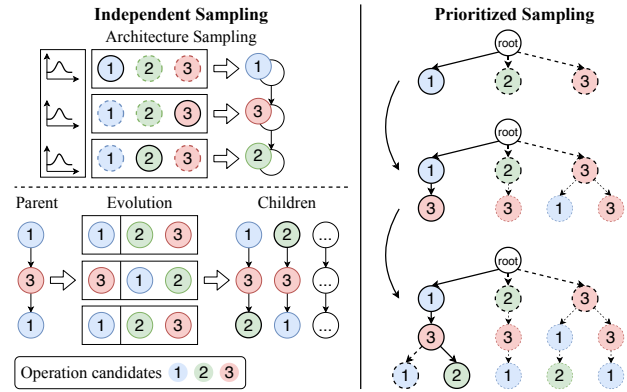 Independent Sampling
Architecture Sampling
1 2 3 1
1 2 3 3
1 2 3 2
Parent Evolution Children
1 1 2 3 1 2 ...
3 3 1 2 3 3 ...
1 1 2 3 2 1 ...
Operation candidates 1 2 3
Prioritized Sampling
root
1 2 3
root
1 2 3
3 3 1 3
root
1 2 3
3 3 1 3
1 2 1 2 1